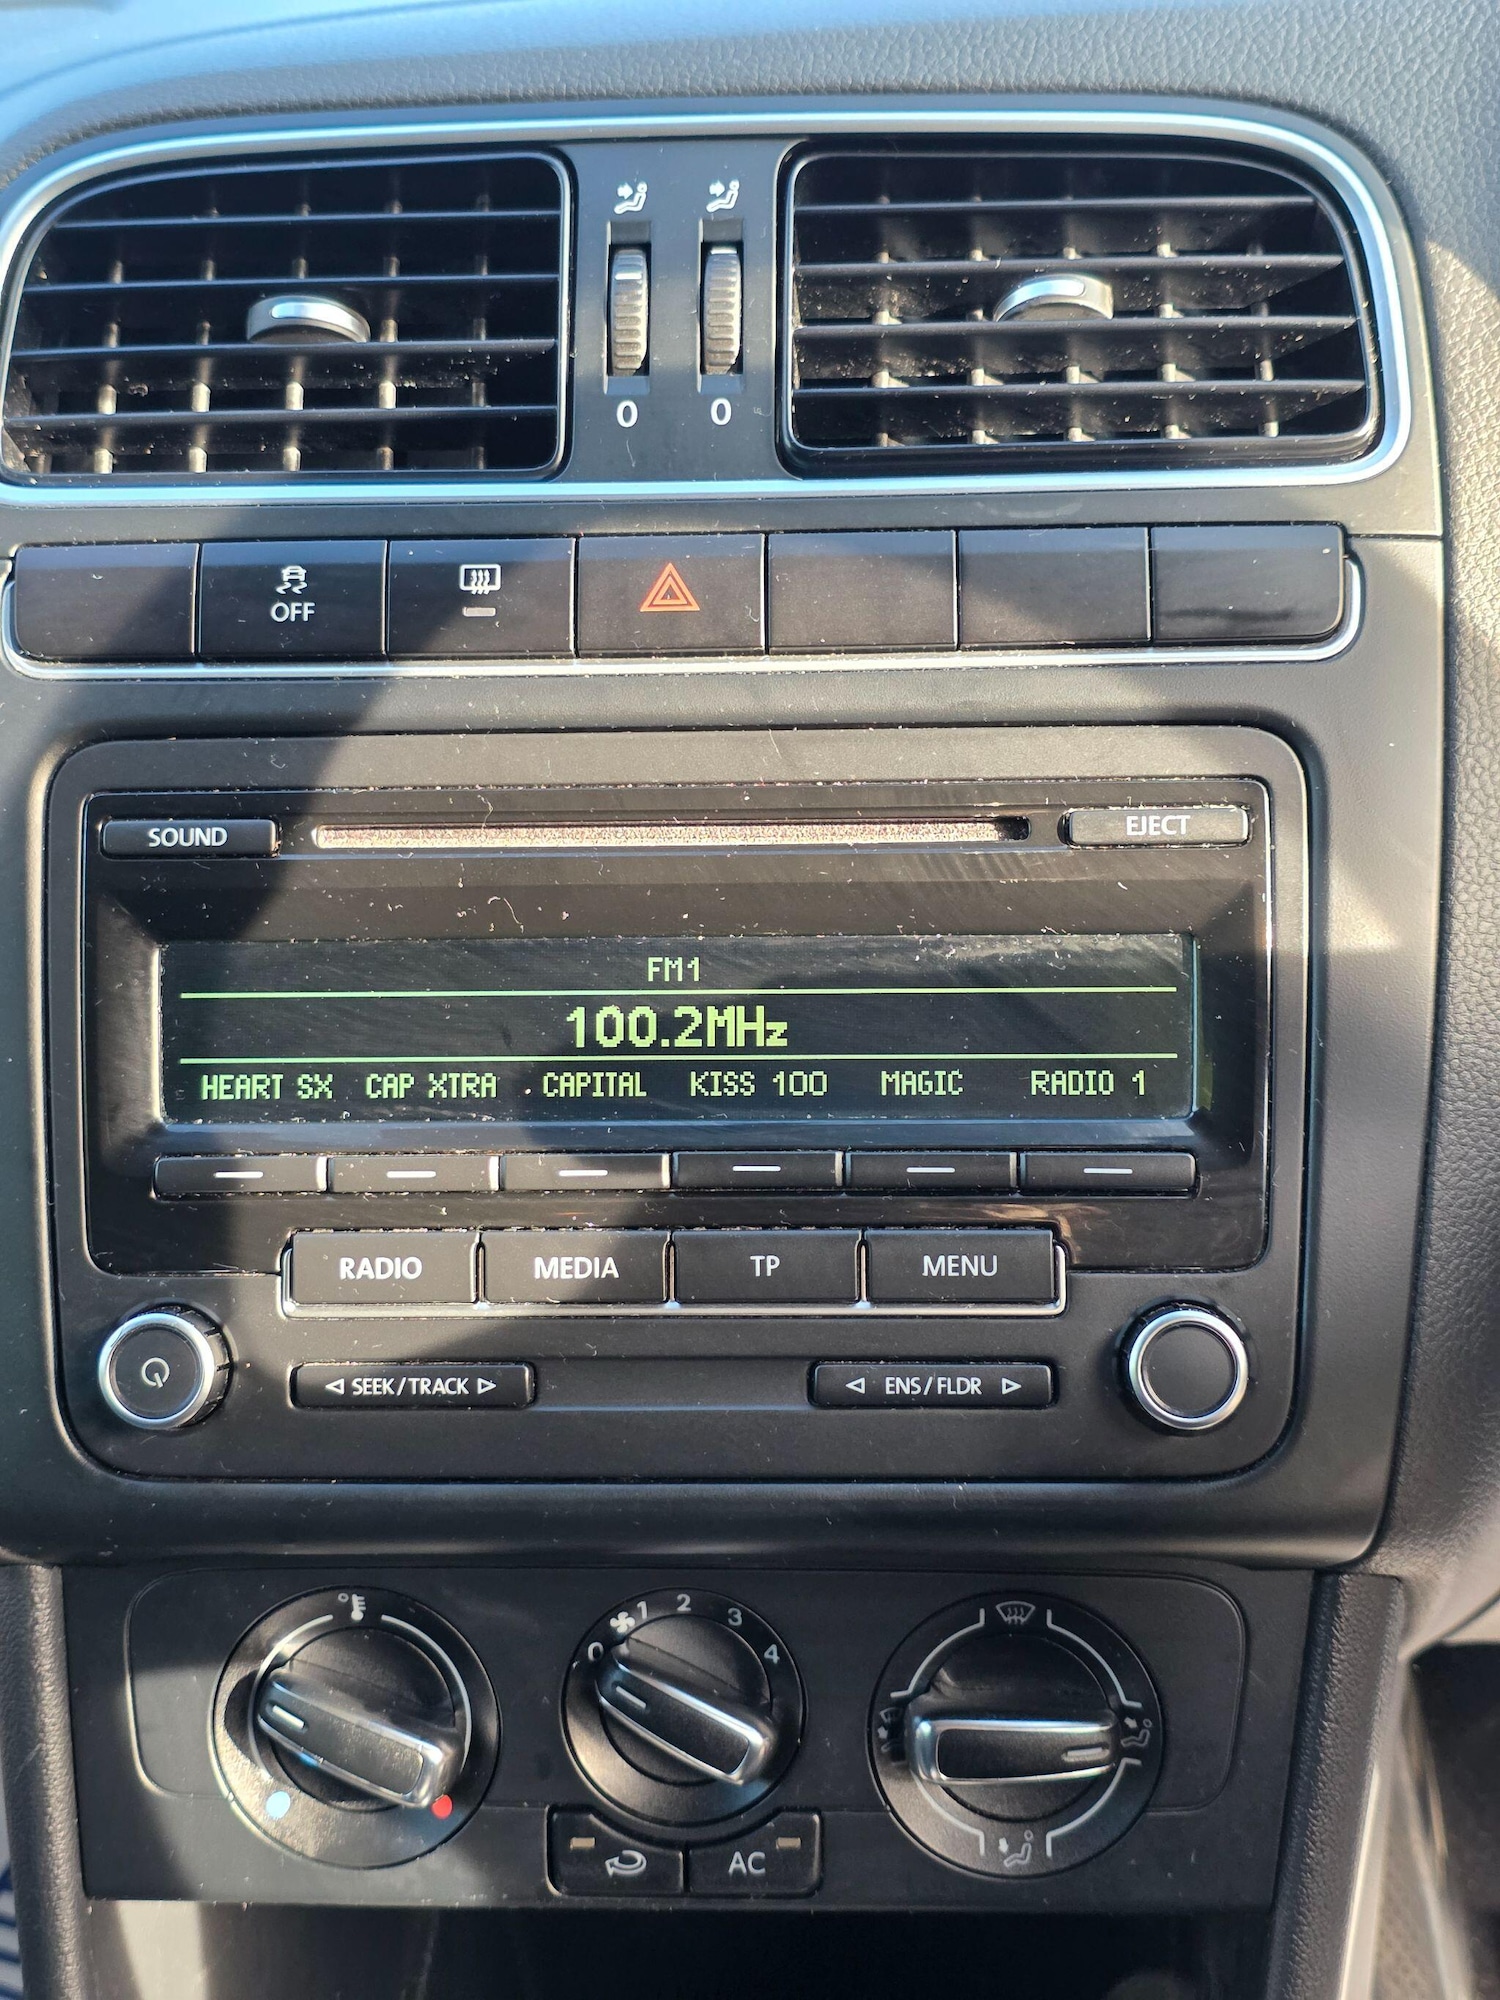 0 0
OFF
SOUND EJECT
FM1
100.2MHz
HEART SX CAP XTRA CAPITAL KISS 100 MAGIC RADIO 1
RADIO MEDIA TP MENU
SEEK/TRACK ENS/FLDR
0 1 2 3 4
AC